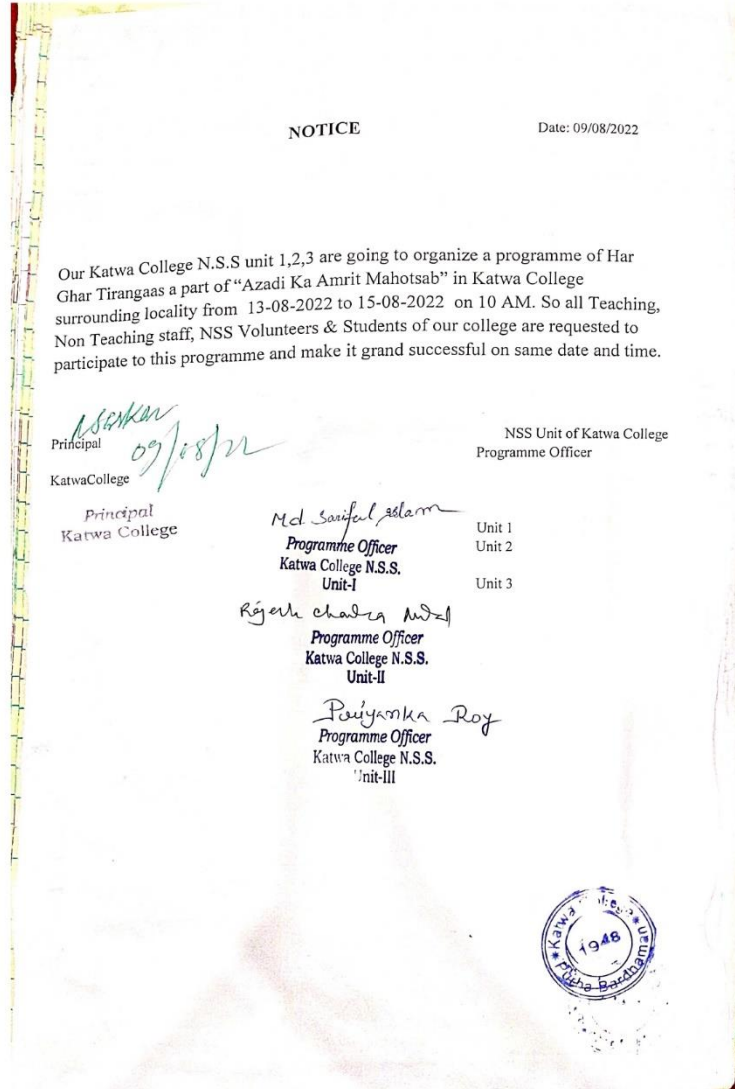 NOTICE
Date: 09/08/2022
Our Katwa College N.S.S unit 1,2,3 are going to organize a programme of Har
Ghar Tirangaas a part of “Azadi Ka Amrit Mahotsab” in Katwa College
surrounding locality from 13-08-2022 to 15-08-2022 on 10 AM. So all Teaching,
Non Teaching staff, NSS Volunteers & Students of our college are requested to
participate to this programme and make it grand successful on same date and time.
Principal
09/08/22
KatwaCollege
Principal
Katwa College
NSS Unit of Katwa College
Programme Officer
Md. Sariful Islam
Programme Officer
Katwa College N.S.S.
Unit-I
Unit 1
Unit 2
Unit 3
Programme Officer
Katwa College N.S.S.
Unit-II
Priyanka Roy
Programme Officer
Katwa College N.S.S.
Unit-III
Katwa College
1948
Purba Bardhaman